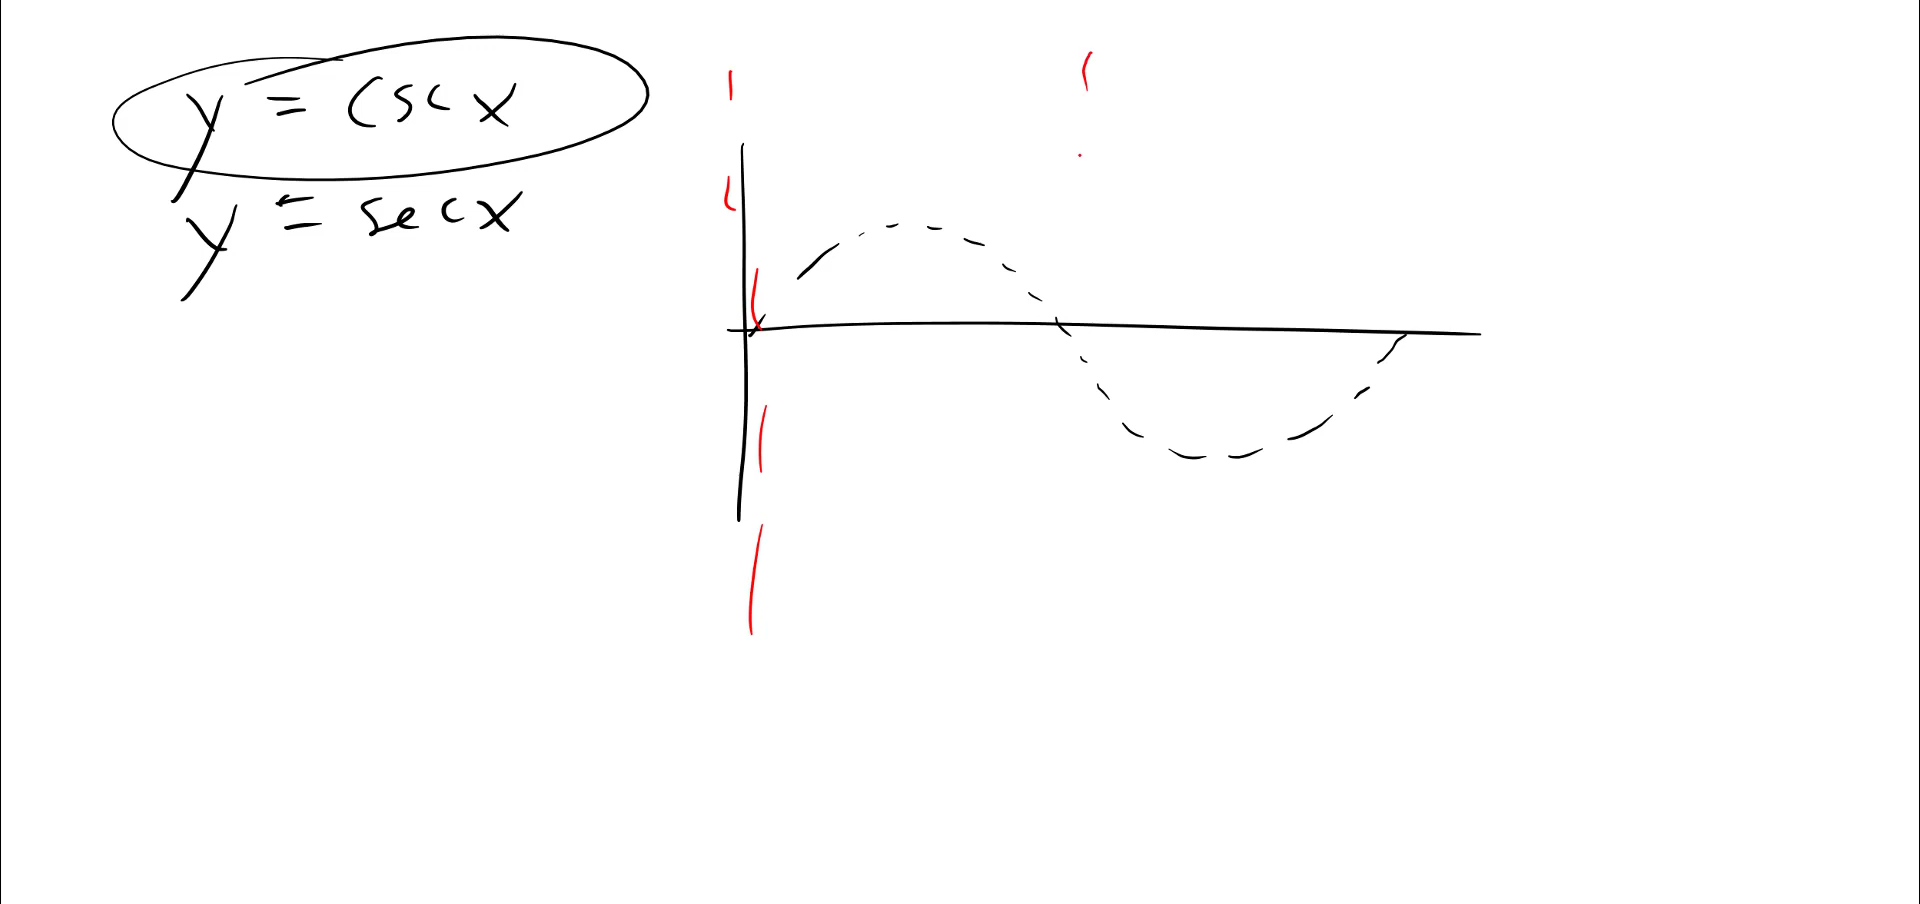 y = csc x
y = sec x